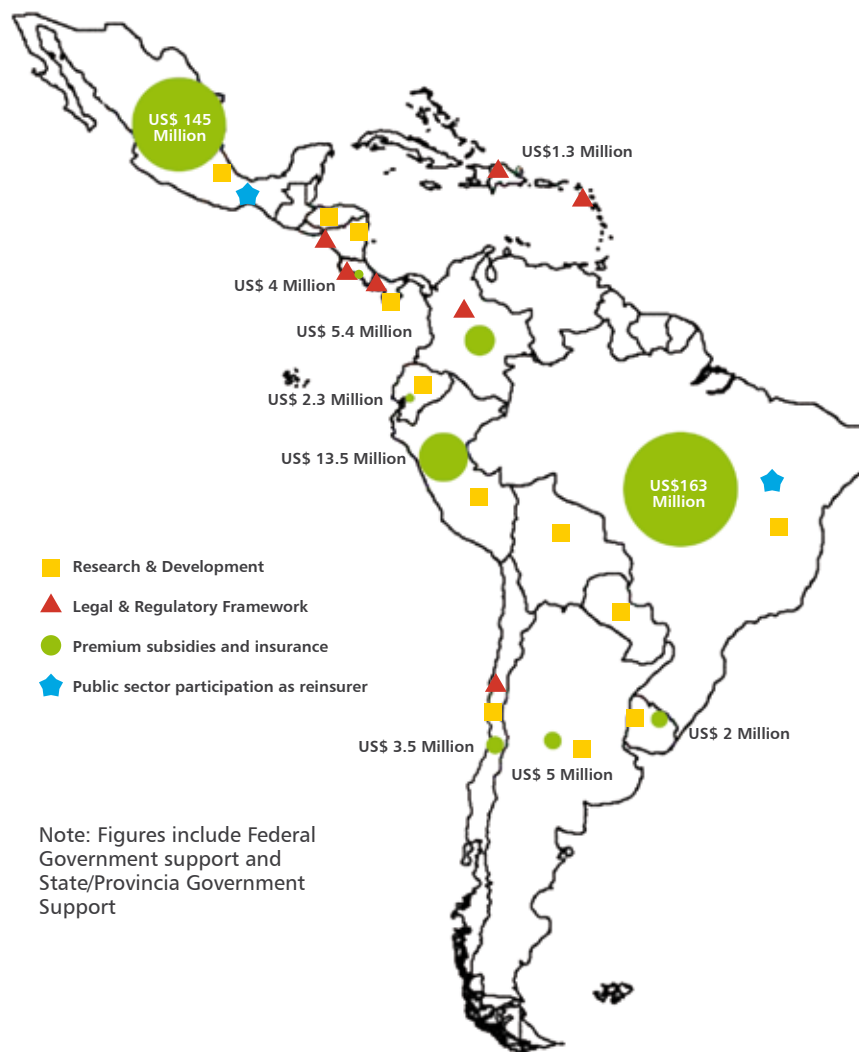 US$ 145
Million
US$1.3 Million
US$ 4 Million
US$ 5.4 Million
US$ 2.3 Million
US$ 13.5 Million
US$163
Million
Research & Development
Legal & Regulatory Framework
Premium subsidies and insurance
Public sector participation as reinsurer
US$ 2 Million
US$ 3.5 Million
US$ 5 Million
Note: Figures include Federal
Government support and
State/Provincia Government
Support